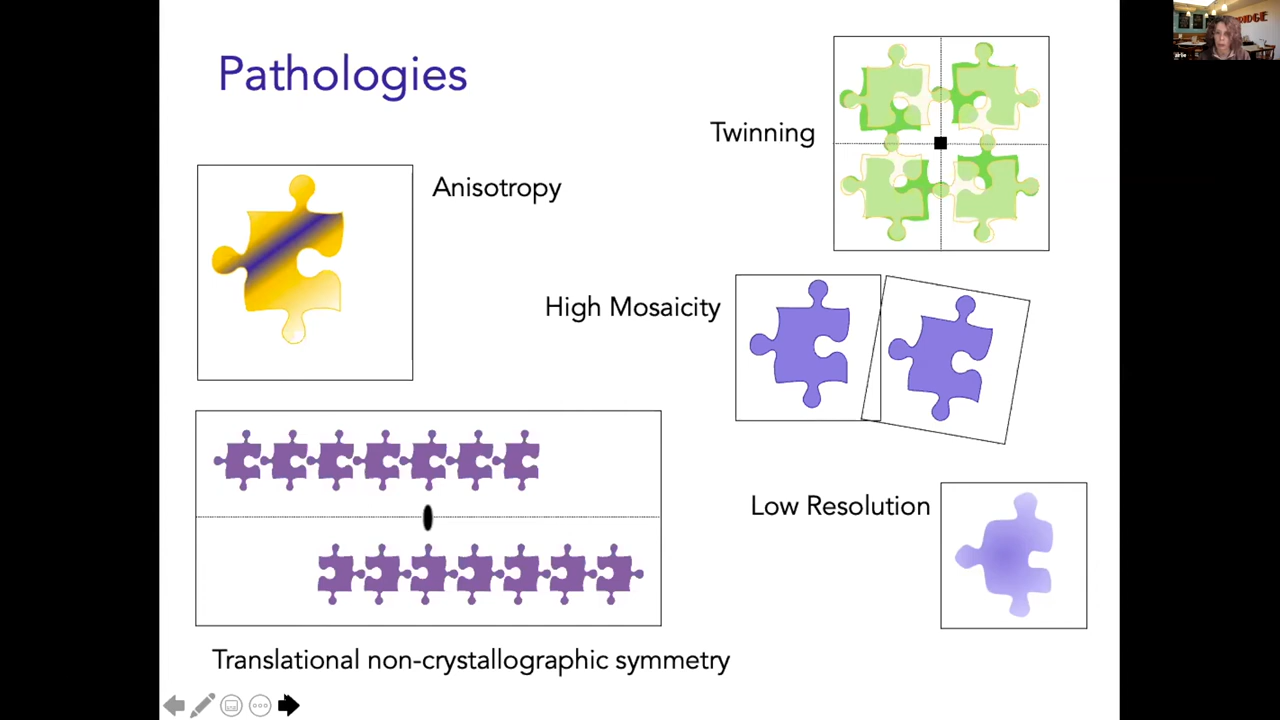 Pathologies
Twinning
Anisotropy
High Mosaicity
Low Resolution
Translational non-crystallographic symmetry